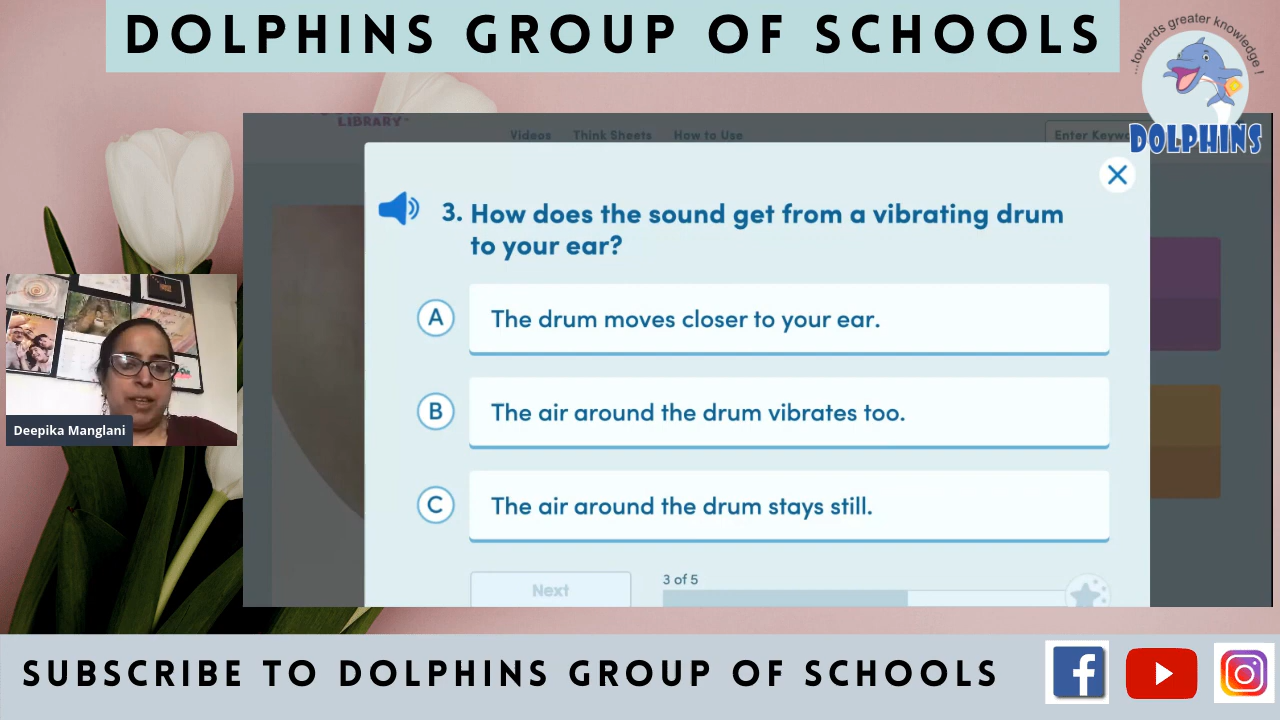 DOLPHINS GROUP OF SCHOOLS
...towards greater knowledge !
DOLPHINS
LIBRARY
Videos Think Sheets How to Use
Enter Keywo
3. How does the sound get from a vibrating drum
to your ear?
A The drum moves closer to your ear.
B The air around the drum vibrates too.
C The air around the drum stays still.
Next
3 of 5
Deepika Manglani
SUBSCRIBE TO DOLPHINS GROUP OF SCHOOLS